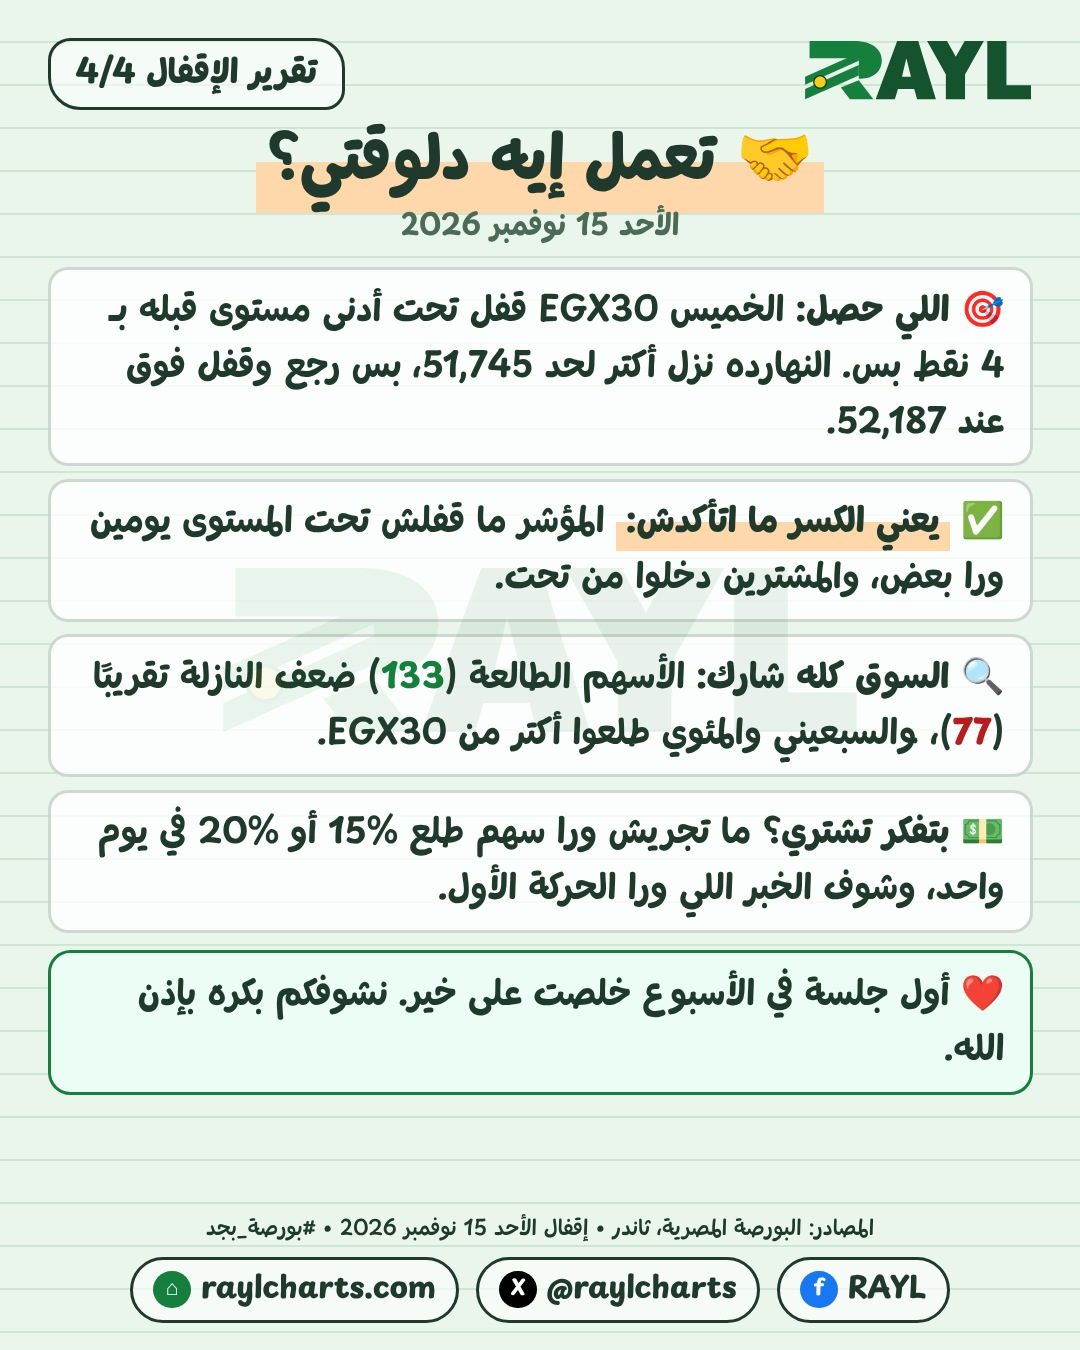 RAYL
تقرير الإقفال 4/4
🤝 تعمل إيه دلوقتي؟
الأحد 15 نوفمبر 2026
🎯 اللي حصل: الخميس EGX30 قفل تحت أدنى مستوى قبله بـ
4 نقط بس. النهارده نزل أكتر لحد 51,745، بس رجع وقفل فوق
عند 52,187.
✅ يعني الكسر ما اتأكدش: المؤشر ما قفلش تحت المستوى يومين
ورا بعض، والمشترين دخلوا من تحت.
🔍 السوق كله شارك: الأسهم الطالعة (133) ضعف النازلة تقريبًا
(77)، والسبعيني والمئوي طلعوا أكتر من EGX30.
💵 بتفكر تشتري؟ ما تجريش ورا سهم طلع 15% أو 20% في يوم
واحد، وشوف الخبر اللي ورا الحركة الأول.
❤️ أول جلسة في الأسبوع خلصت على خير. نشوفكم بكرة بإذن
الله.
المصادر: البورصة المصرية، ثاندر • إقفال الأحد 15 نوفمبر 2026 • #بورصة_بجد
raylcharts.com
X @raylcharts
f RAYL